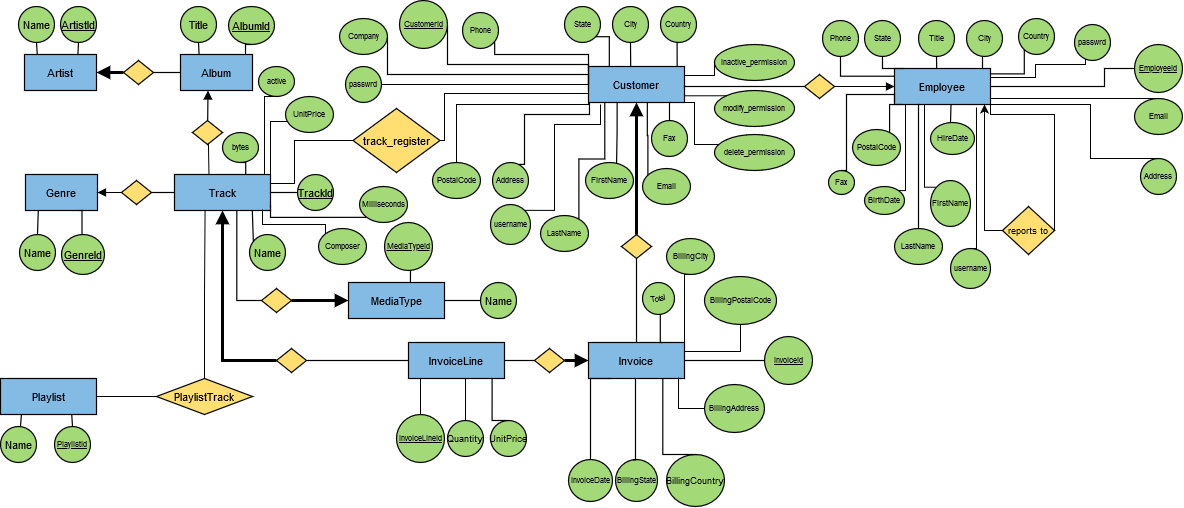 Name
ArtistId
Title
AlbumId
Company
CustomerId
Phone
State
City
Country
Phone
State
Title
City
Country
passwrd
Artist
Album
active
passwrd
Customer
inactive_permission
Employee
EmployeeId
UnitPrice
modify_permission
Email
bytes
track_register
Fax
delete_permission
PostalCode
HireDate
Genre
Track
TrackId
PostalCode
Address
FirstName
Email
Fax
Address
Milliseconds
BirthDate
FirstName
Name
GenreId
Name
Composer
MediaTypeId
username
LastName
LastName
reports to
username
BillingCity
MediaType
Name
Total
BillingPostalCode
InvoiceLine
Invoice
InvoiceId
Playlist
PlaylistTrack
BillingAddress
Name
PlaylistId
InvoiceLineId
Quantity
UnitPrice
InvoiceDate
BillingState
BillingCountry